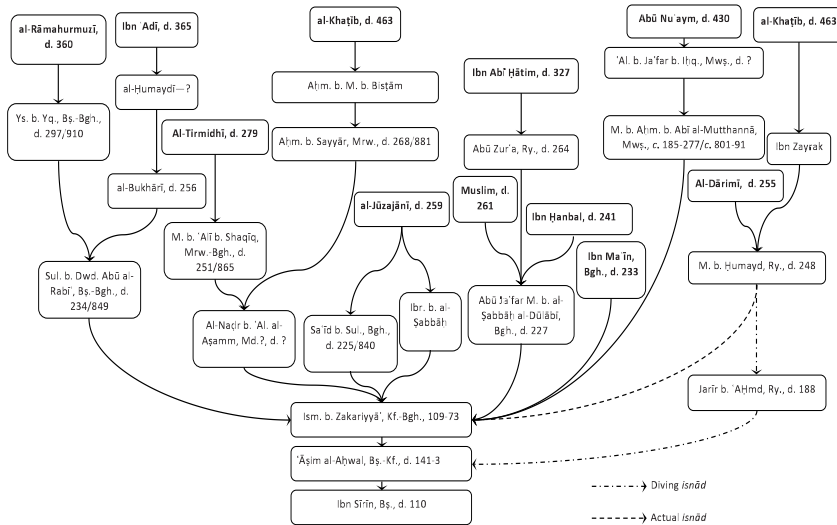 al-Rāmahurmuzī,
d. 360
Ibn ʿAdī, d. 365
al-Khaṭīb, d. 463
Abū Nuʿaym, d. 430
al-Khaṭīb, d. 463
al-Ḥumaydī—?
Aḥm. b. M. b. Bisṭām
Ibn Abī Ḥātim, d. 327
ʿAl. b. Jaʿfar b. Iḥq., Mwṣ., d. ?
Ys. b. Yq., Bṣ.-Bgh.,
d. 297/910
Al-Tirmidhī, d. 279
Aḥm. b. Sayyār, Mrw., d. 268/881
Abū Zurʿa, Ry., d. 264
M. b. Aḥm. b. Abī al-Mutthannā,
Mwṣ., c. 185-277/c. 801-91
Ibn Zayrak
al-Bukhārī, d. 256
al-Jūzajānī, d. 259
Muslim, d.
261
Ibn Ḥanbal, d. 241
Al-Dārimī, d. 255
M. b. ʿAlī b. Shaqīq,
Mrw.-Bgh., d.
251/865
Ibn Maʿīn,
Bgh., d. 233
Sul. b. Dwd. Abū al-
Rabīʿ, Bṣ.-Bgh., d.
234/849
M. b. Ḥumayd, Ry., d. 248
Al-Naḍr b. ʿAl. al-
Aṣamm, Md.?, d. ?
Saʿīd b. Sul., Bgh.,
d. 225/840
Ibr. b. al-
Ṣabbāḥ
Abū Jaʿfar M. b. al-
Ṣabbāḥ al-Dūlābī,
Bgh., d. 227
Jarīr b. ʿAḤmd, Ry., d. 188
Ism. b. Zakariyyāʾ, Kf.-Bgh., 109-73
ʿĀṣim al-Aḥwal, Bṣ.-Kf., d. 141-3
Ibn Sīrīn, Bṣ., d. 110
Diving isnād
Actual isnād